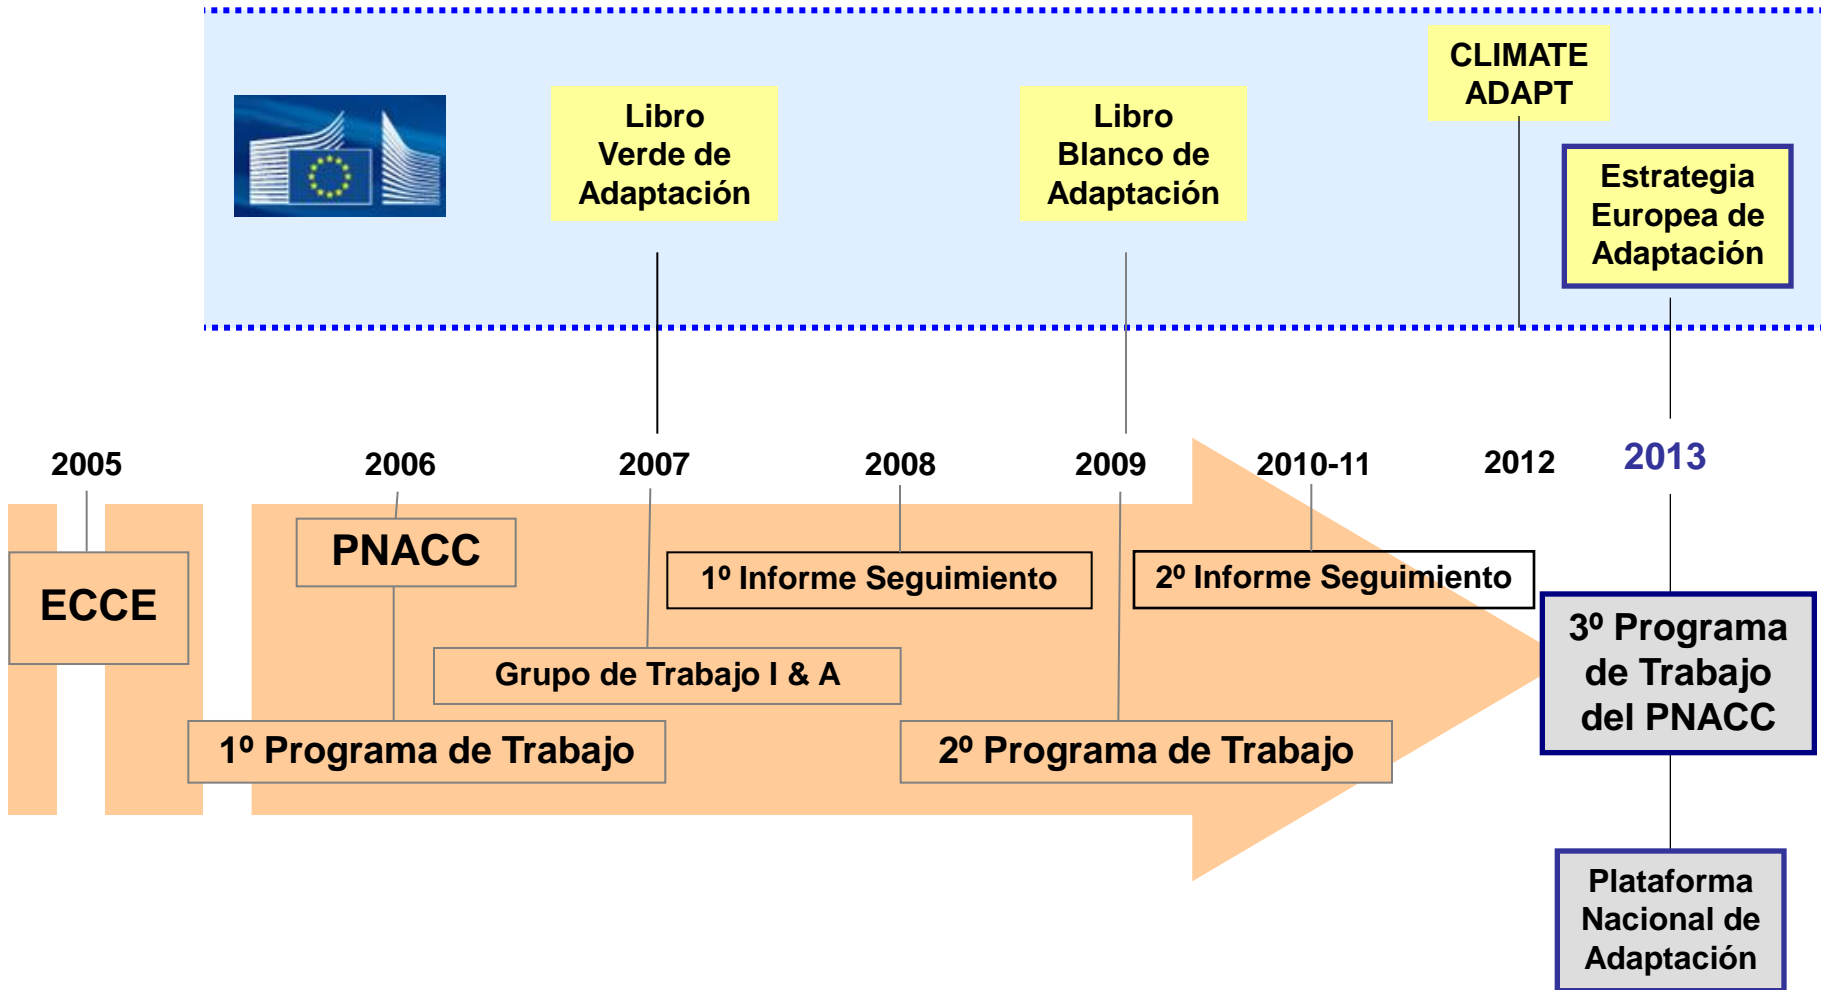 CLIMATE
ADAPT
Libro
Verde de
Adaptación
Libro
Blanco de
Adaptación
Estrategia
Europea de
Adaptación
2005
2006
2007
2008
2009
2010-11
2012
2013
PNACC
ECCE
1º Informe Seguimiento
2º Informe Seguimiento
3º Programa
de Trabajo
del PNACC
Grupo de Trabajo I & A
1º Programa de Trabajo
2º Programa de Trabajo
Plataforma
Nacional de
Adaptación